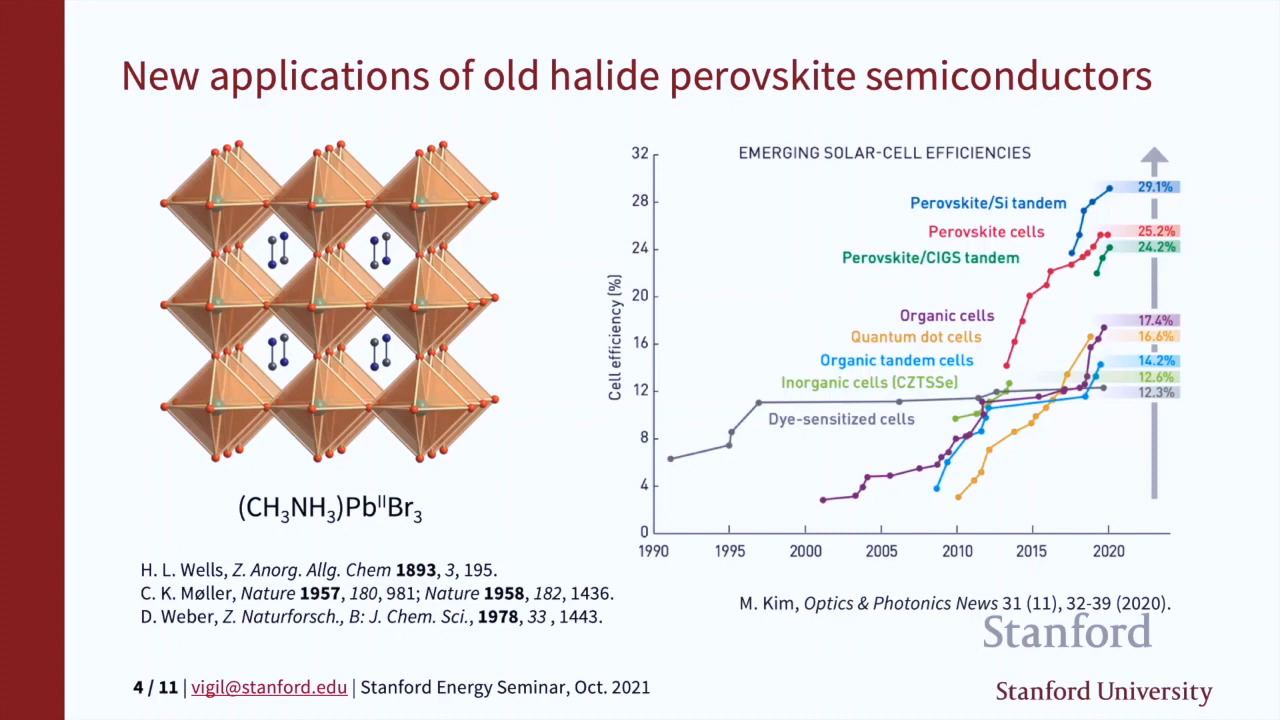 New applications of old halide perovskite semiconductors
(CH₃NH₃)PbᴵᴵBr₃
H. L. Wells, Z. Anorg. Allg. Chem 1893, 3, 195.
C. K. Møller, Nature 1957, 180, 981; Nature 1958, 182, 1436.
D. Weber, Z. Naturforsch., B: J. Chem. Sci., 1978, 33 , 1443.
EMERGING SOLAR-CELL EFFICIENCIES
Cell efficiency (%)
32
28
24
20
16
12
8
4
0
1990 1995 2000 2005 2010 2015 2020
Perovskite/Si tandem
Perovskite cells
Perovskite/CIGS tandem
Organic cells
Quantum dot cells
Organic tandem cells
Inorganic cells (CZTSSe)
Dye-sensitized cells
29.1%
25.2%
24.2%
17.4%
16.6%
14.2%
12.6%
12.3%
M. Kim, Optics & Photonics News 31 (11), 32-39 (2020).
Stanford
4 / 11 | vigil@stanford.edu | Stanford Energy Seminar, Oct. 2021
Stanford University